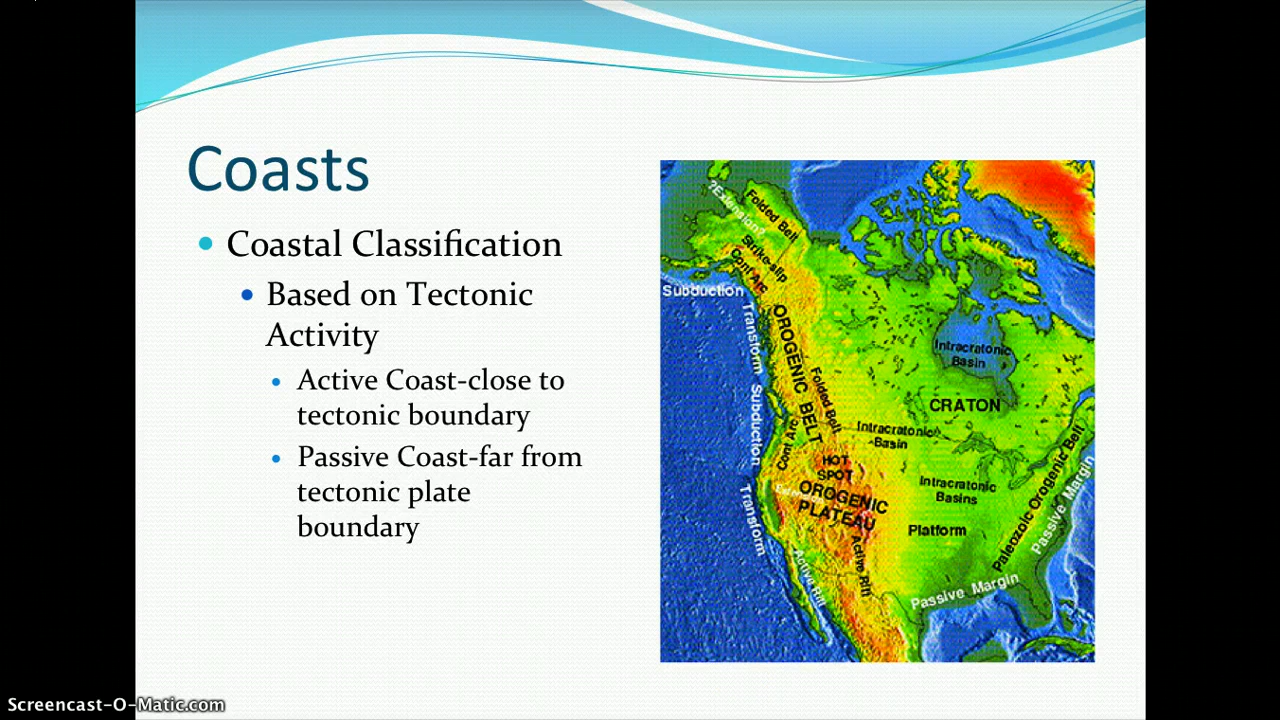 Coasts
Coastal Classification
Based on Tectonic
Activity
Active Coast-close to
tectonic boundary
Passive Coast-far from
tectonic plate
boundary
?Extension?
Folded Belt
Strike-slip
Cont Arc
Subduction
Transform
OROGENIC BELT
Folded Belt
Subduction
Cont Arc
Intracratonic
Basin
CRATON
Intracratonic
Basin
HOT
SPOT
Extension
OROGENIC
PLATEAU
Intracratonic
Basins
Platform
Transform
Active Rift
Active Rift
Paleozoic Orogenic Belt
Passive Margin
Passive Margin
Screencast-O-Matic.com